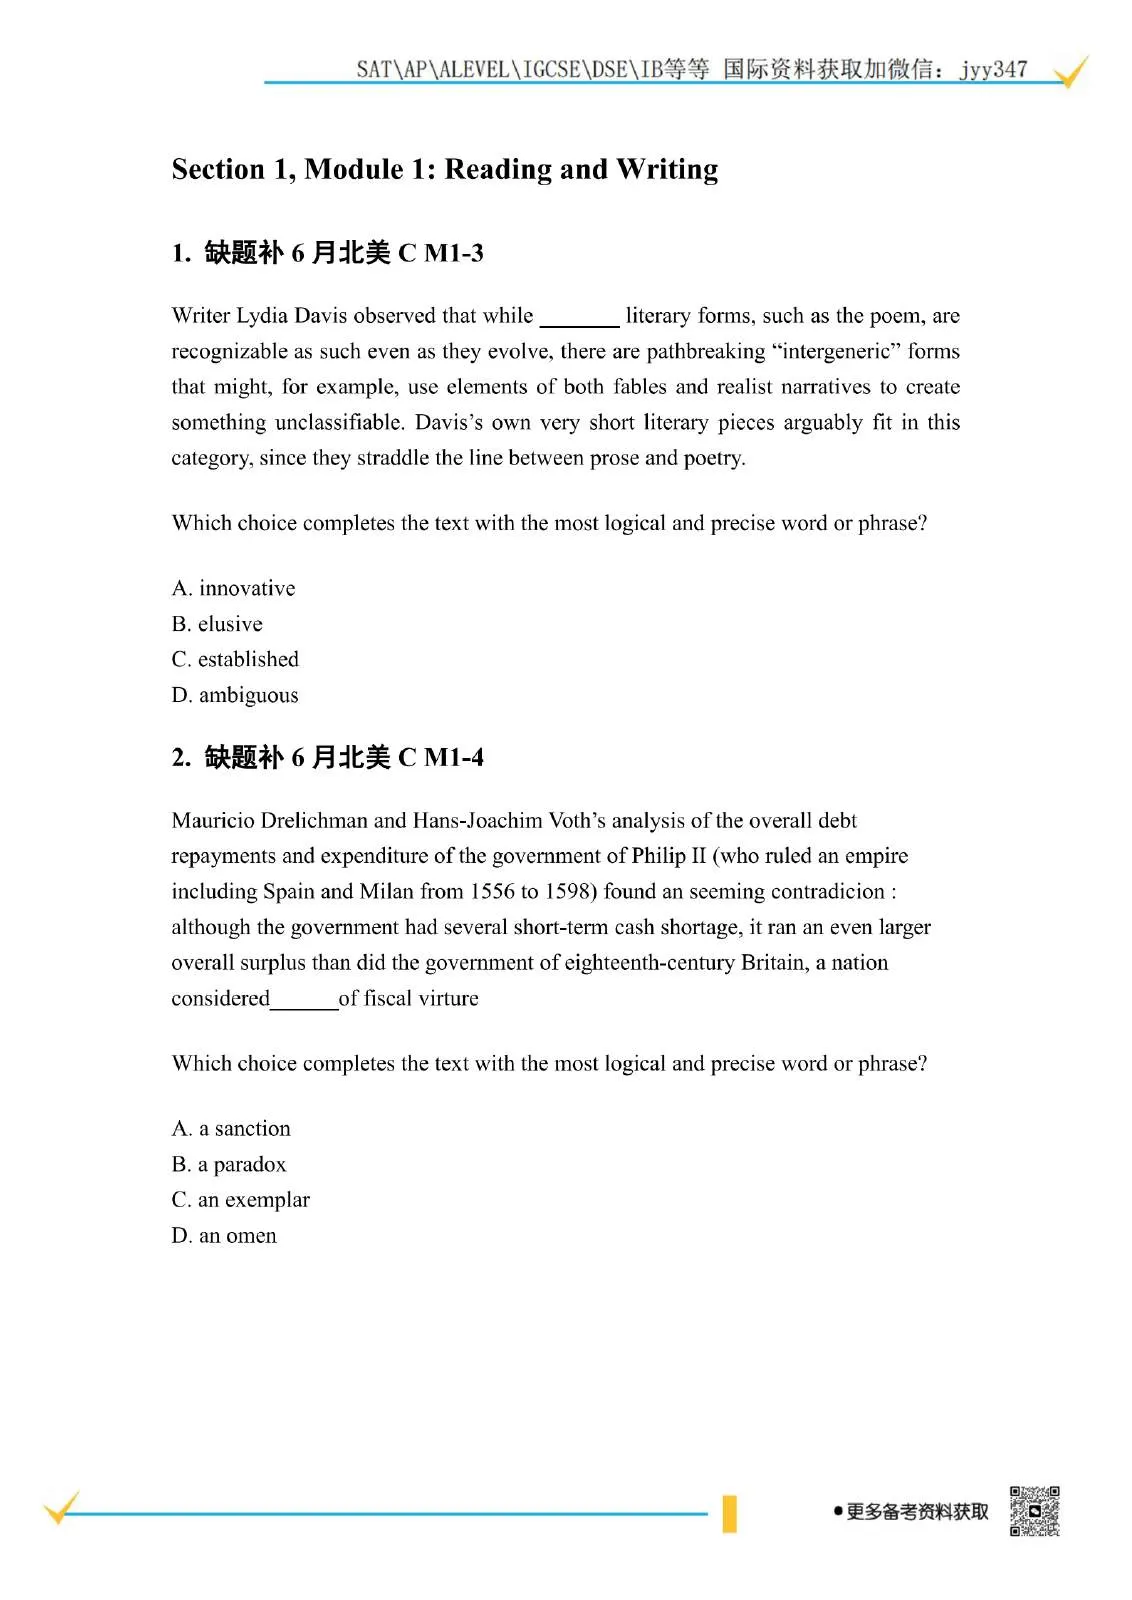 SAT\AP\ALEVEL\IGCSE\DSE\IB等等 国际资料获取加微信：jyy347
Section 1, Module 1: Reading and Writing
1. 缺题补 6 月北美 C M1-3
Writer Lydia Davis observed that while _______ literary forms, such as the poem, are
recognizable as such even as they evolve, there are pathbreaking “intergeneric” forms
that might, for example, use elements of both fables and realist narratives to create
something unclassifiable. Davis’s own very short literary pieces arguably fit in this
category, since they straddle the line between prose and poetry.
Which choice completes the text with the most logical and precise word or phrase?
A. innovative
B. elusive
C. established
D. ambiguous
2. 缺题补 6 月北美 C M1-4
Mauricio Drelichman and Hans-Joachim Voth’s analysis of the overall debt
repayments and expenditure of the government of Philip II (who ruled an empire
including Spain and Milan from 1556 to 1598) found an seeming contradicion :
although the government had several short-term cash shortage, it ran an even larger
overall surplus than did the government of eighteenth-century Britain, a nation
considered______of fiscal virture
Which choice completes the text with the most logical and precise word or phrase?
A. a sanction
B. a paradox
C. an exemplar
D. an omen
•更多备考资料获取